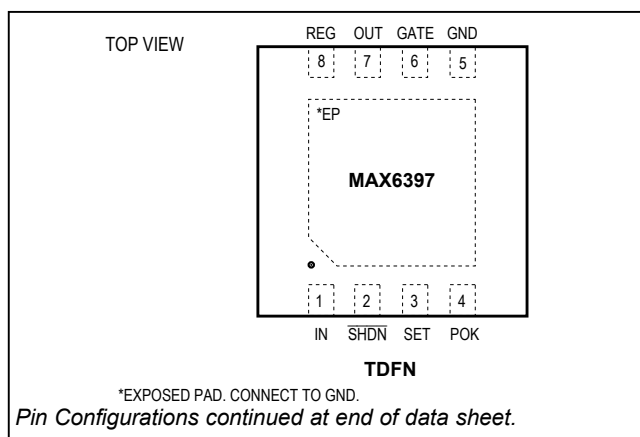 TOP VIEW
REG OUT GATE GND
8 7 6 5
*EP
MAX6397
1 2 3 4
IN SHDN SET POK
TDFN
*EXPOSED PAD. CONNECT TO GND.
Pin Configurations continued at end of data sheet.